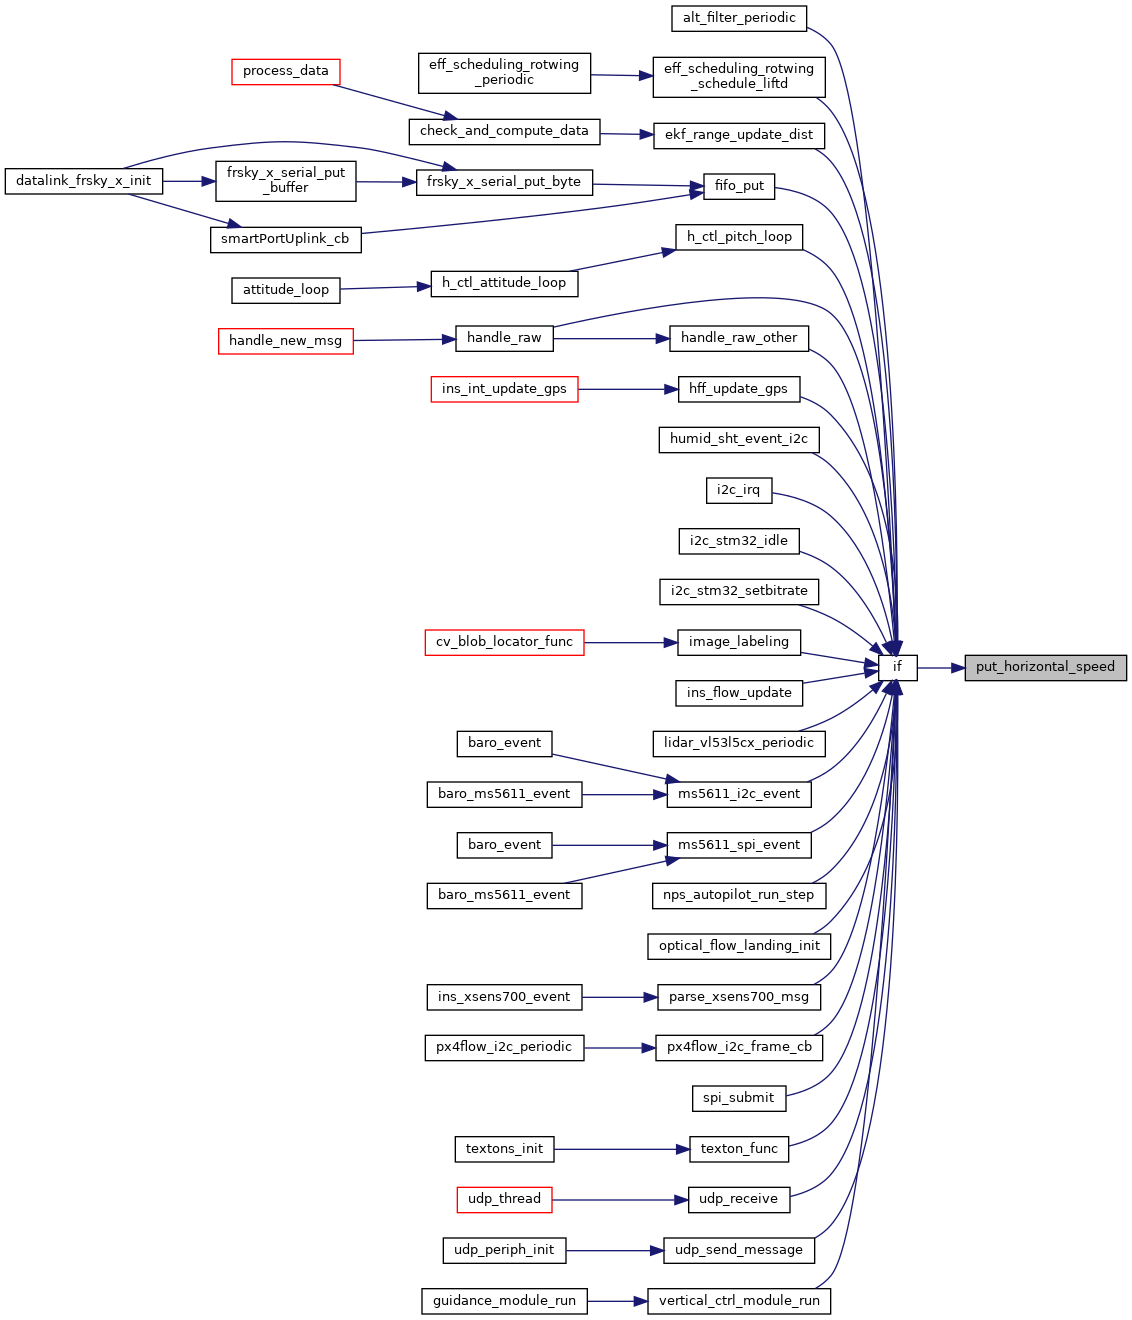 alt_filter_periodic
eff_scheduling_rotwing
_periodic
eff_scheduling_rotwing
_schedule_liftd
process_data
check_and_compute_data
ekf_range_update_dist
datalink_frsky_x_init
frsky_x_serial_put
_buffer
frsky_x_serial_put_byte
fifo_put
smartPortUplink_cb
h_ctl_pitch_loop
attitude_loop
h_ctl_attitude_loop
handle_new_msg
handle_raw
handle_raw_other
ins_int_update_gps
hff_update_gps
humid_sht_event_i2c
i2c_irq
i2c_stm32_idle
i2c_stm32_setbitrate
cv_blob_locator_func
image_labeling
if
put_horizontal_speed
ins_flow_update
baro_event
lidar_vl53l5cx_periodic
baro_ms5611_event
ms5611_i2c_event
baro_event
ms5611_spi_event
baro_ms5611_event
nps_autopilot_run_step
optical_flow_landing_init
ins_xsens700_event
parse_xsens700_msg
px4flow_i2c_periodic
px4flow_i2c_frame_cb
spi_submit
textons_init
texton_func
udp_thread
udp_receive
udp_periph_init
udp_send_message
guidance_module_run
vertical_ctrl_module_run